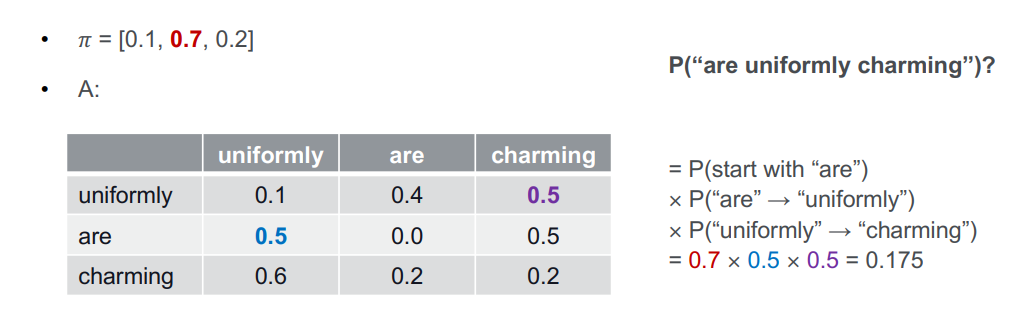 • π = [0.1, 0.7, 0.2]
• A:
uniformly are charming
uniformly 0.1 0.4 0.5
are 0.5 0.0 0.5
charming 0.6 0.2 0.2
P(“are uniformly charming”)?
= P(start with “are”)
× P(“are” → “uniformly”)
× P(“uniformly” → “charming”)
= 0.7 × 0.5 × 0.5 = 0.175